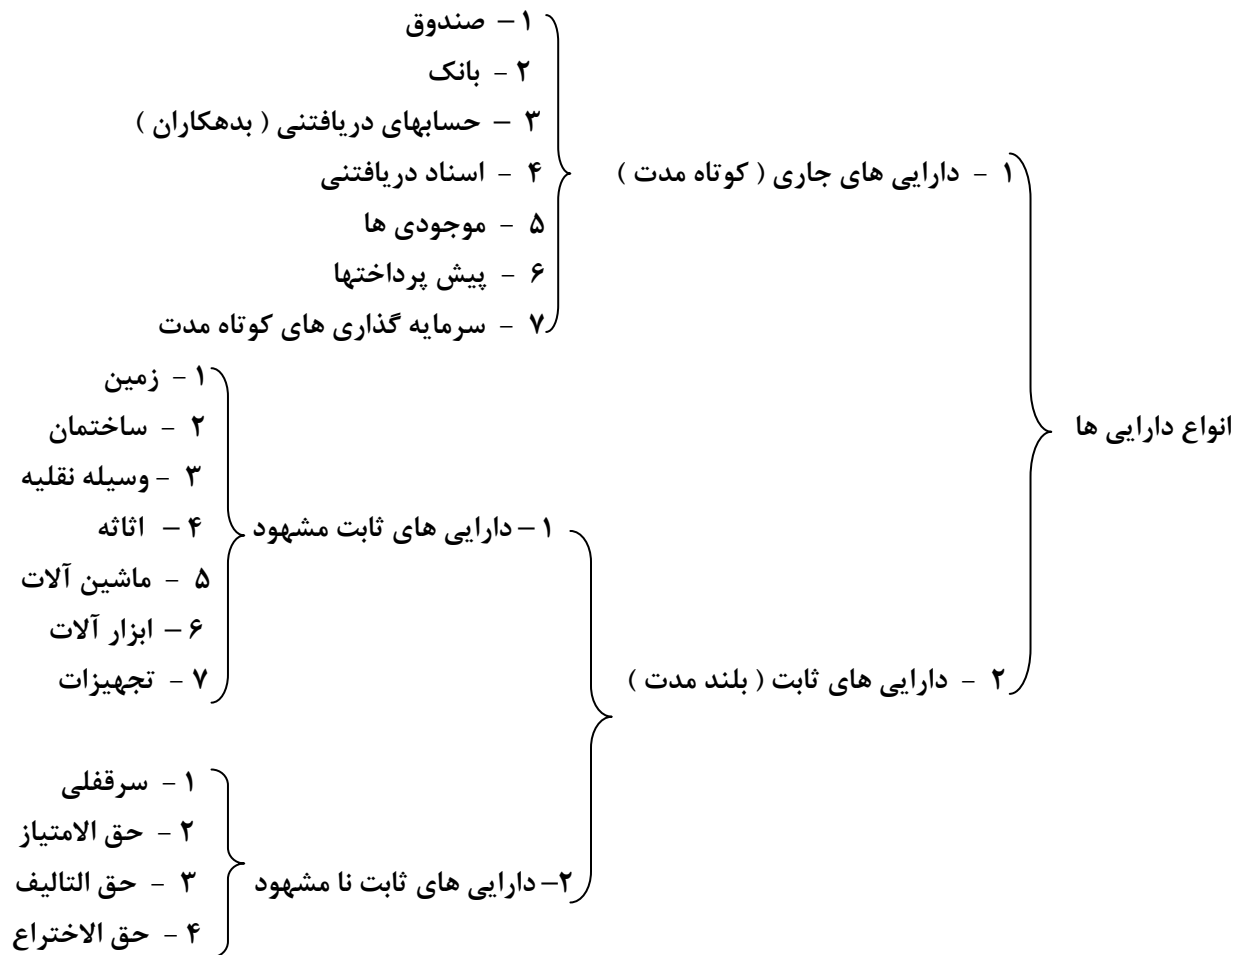 انواع دارایی ها
۱ - دارایی های جاری ( کوتاه مدت )
۱ – صندوق
۲ - بانک
۳ – حسابهای دریافتنی ( بدهکاران )
۴ - اسناد دریافتنی
۵ - موجودی ها
۶ - پیش پرداختها
۷ - سرمایه گذاری های کوتاه مدت
۲ - دارایی های ثابت ( بلند مدت )
۱ – دارایی های ثابت مشهود
۱ - زمین
۲ - ساختمان
۳ - وسیله نقلیه
۴ – اثاثه
۵ - ماشین آلات
۶ – ابزار آلات
۷ - تجهیزات
۲– دارایی های ثابت نا مشهود
۱ - سرقفلی
۲ - حق الامتیاز
۳ - حق التالیف
۴ - حق الاختراع